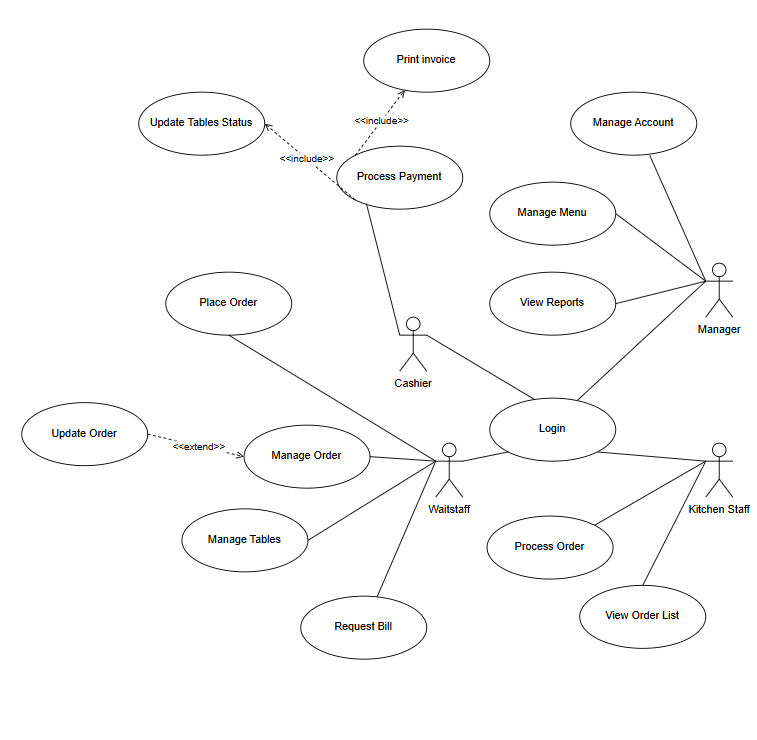 Print invoice
Update Tables Status
<<include>>
Manage Account
<<include>>
Process Payment
Manage Menu
Place Order
View Reports
Manager
Cashier
Update Order
Login
<<extend>>
Manage Order
Waitstaff
Kitchen Staff
Manage Tables
Process Order
View Order List
Request Bill